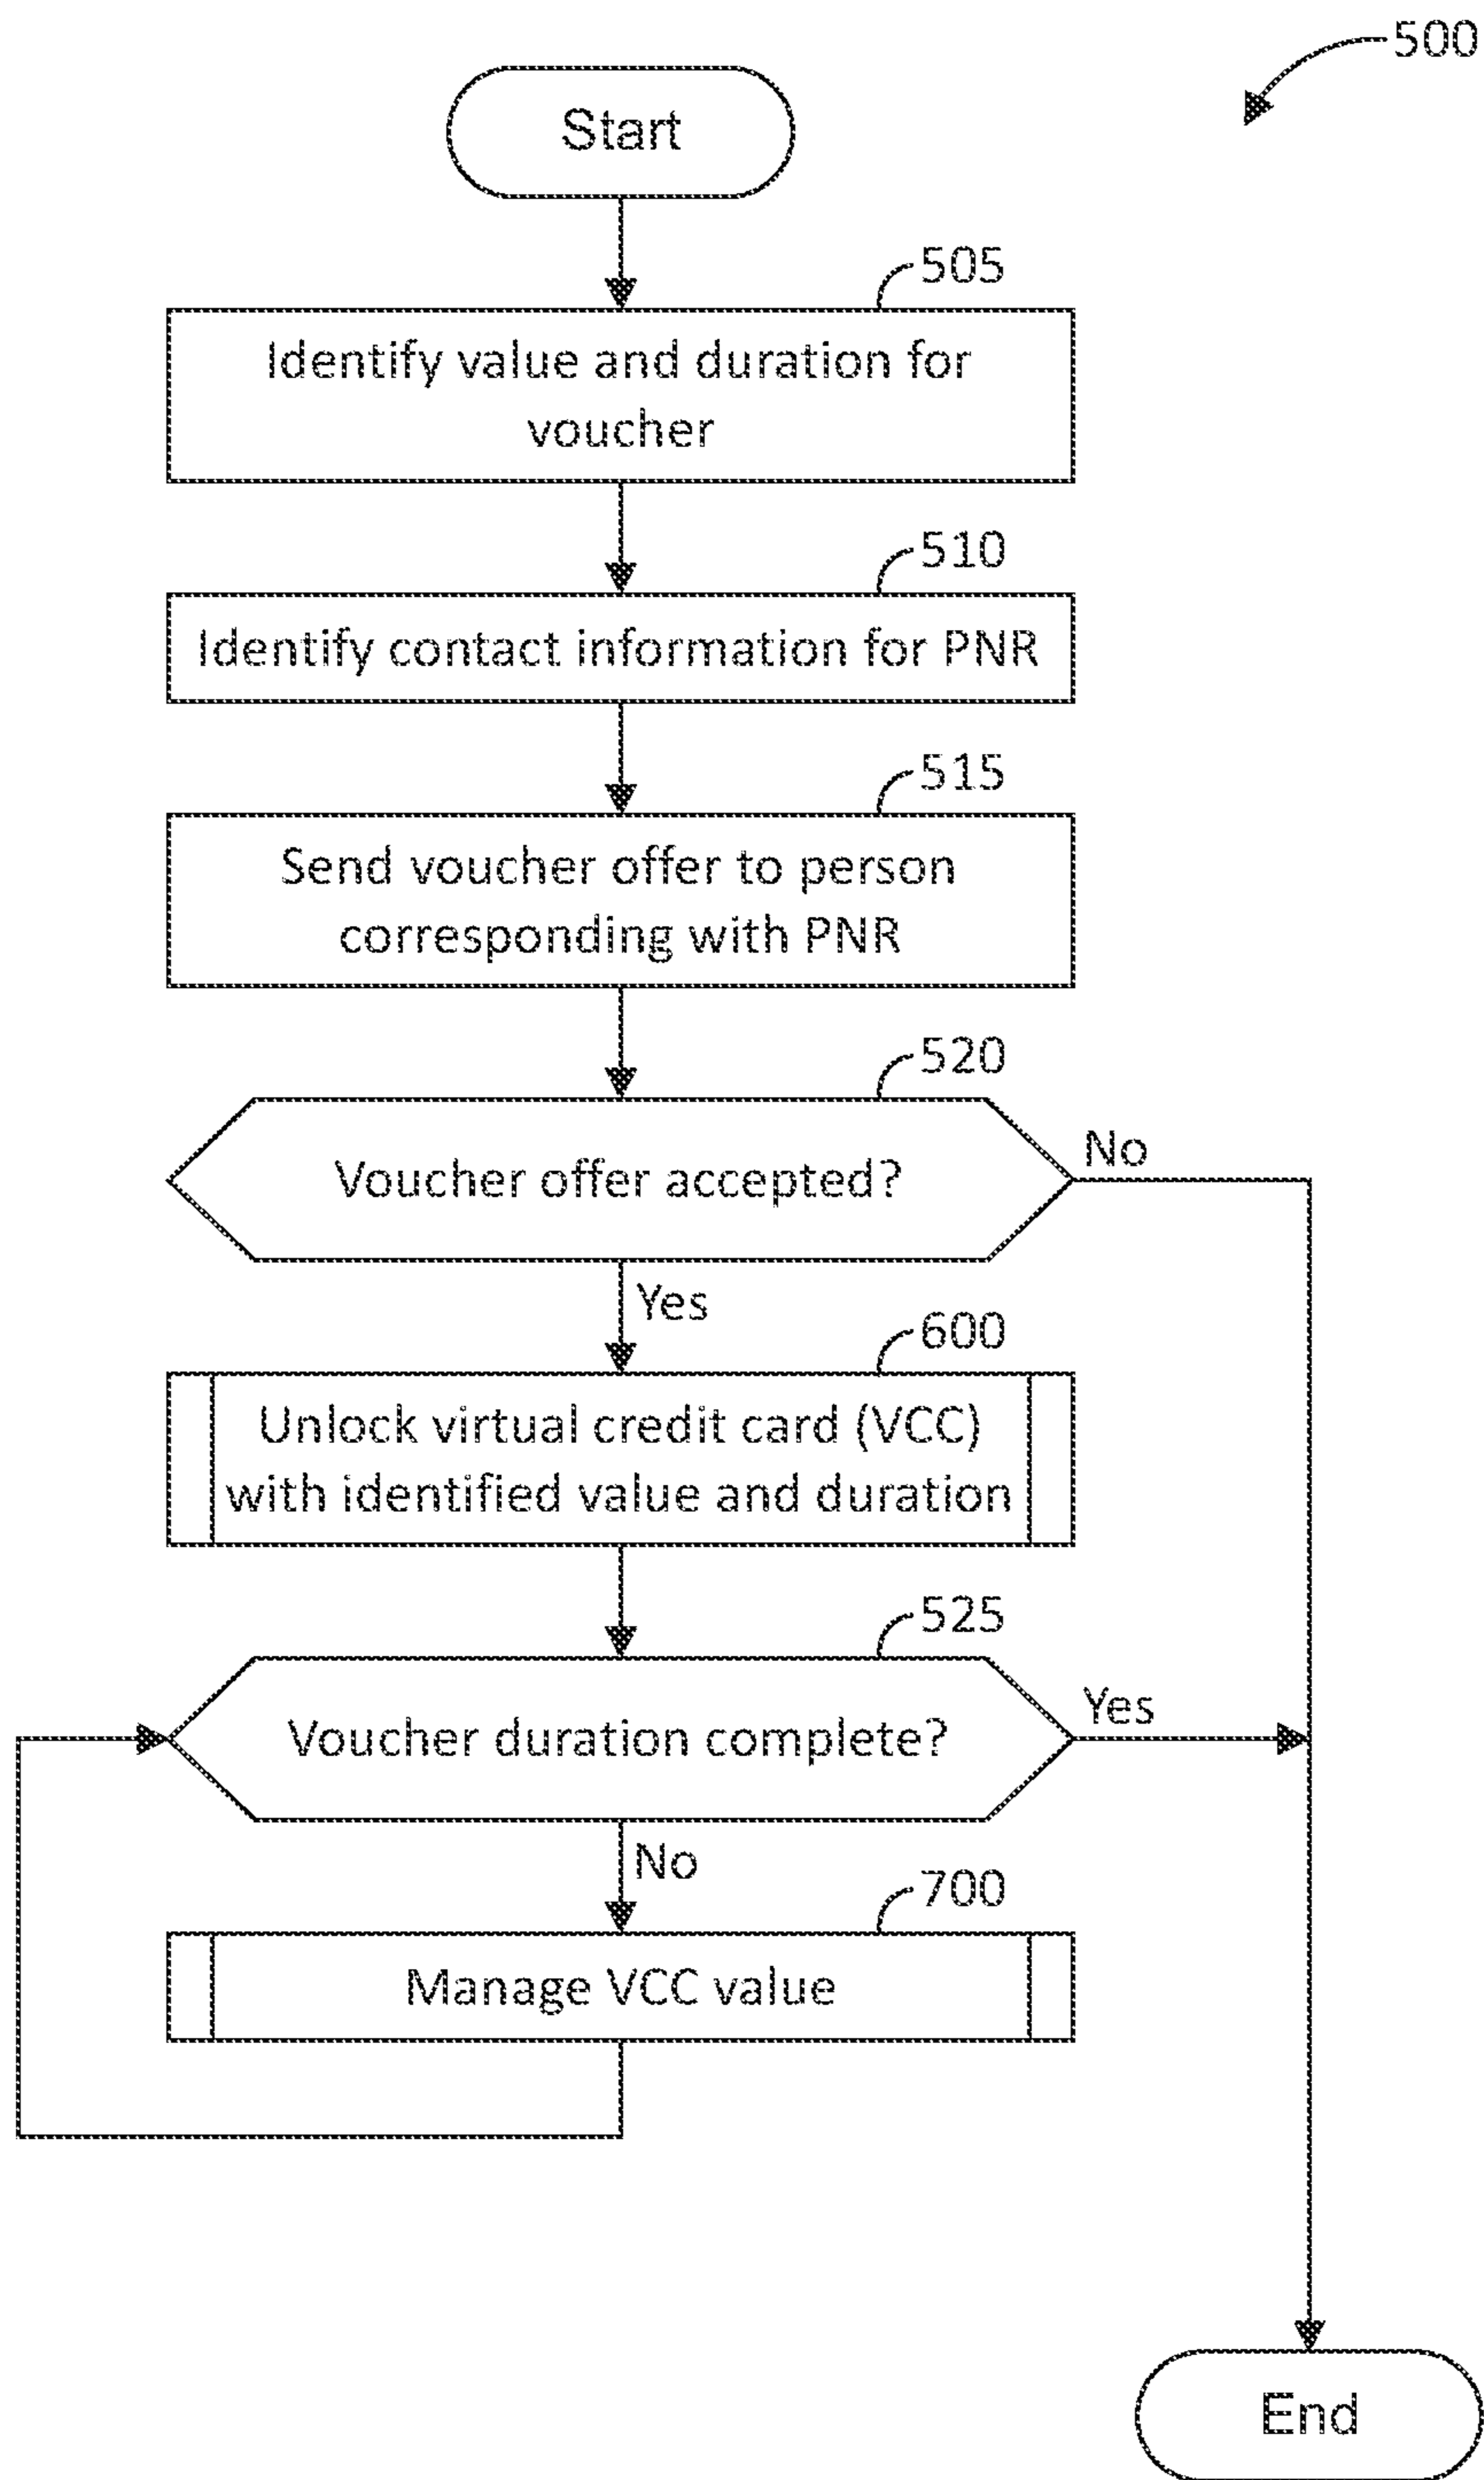 500
Start
505
Identify value and duration for
voucher
510
Identify contact information for PNR
515
Send voucher offer to person
corresponding with PNR
520
Voucher offer accepted?
No
Yes
600
Unlock virtual credit card (VCC)
with identified value and duration
525
Voucher duration complete?
Yes
No
700
Manage VCC value
End